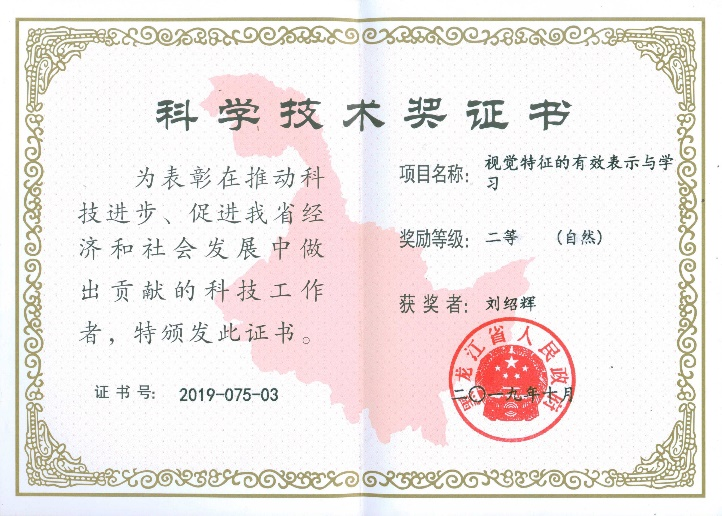 科学技术奖证书
为表彰在推动科
技进步、促进我省经
济和社会发展中做
出贡献的科技工作
者，特颁发此证书。
证书号: 2019-075-03
项目名称: 视觉特征的有效表示与学
习
奖励等级: 二等 （自然）
获奖者: 刘绍辉
黑龙江省人民政府
二〇一九年十月